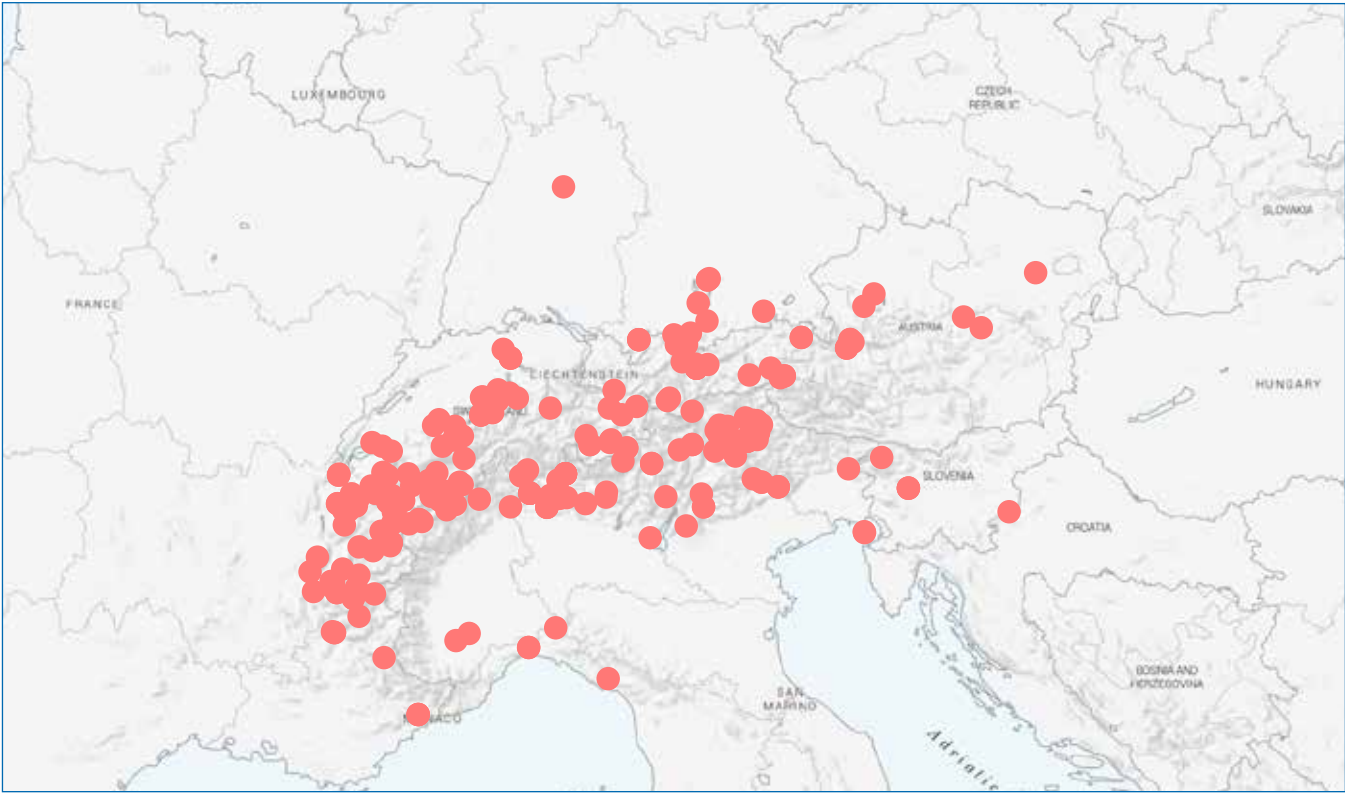 LUXEMBOURG
CZECH
REPUBLIC
SLOVAKIA
FRANCE
AUSTRIA
LIECHTENSTEIN
HUNGARY
SLOVENIA
CROATIA
BOSNIA AND
HERZEGOVINA
SAN
MARINO
Adriatic